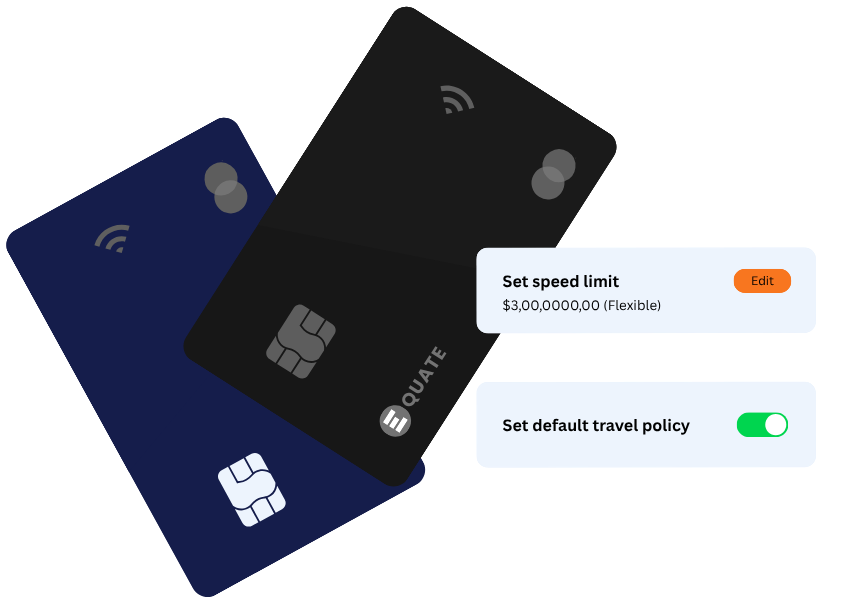 QUATE
Set speed limit
Edit
$3,00,0000,00 (Flexible)
Set default travel policy